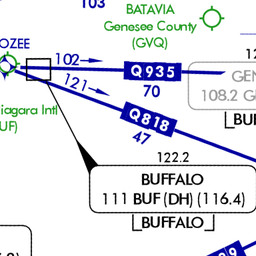 103
BATAVIA
Genesee County
(GVQ)
OZEE
102
Q935
70
121
GEN
108.2 G
BUF
iagara Intl
UF)
Q818
47
122.2
BUFFALO
111 BUF (DH) (116.4)
BUFFALO